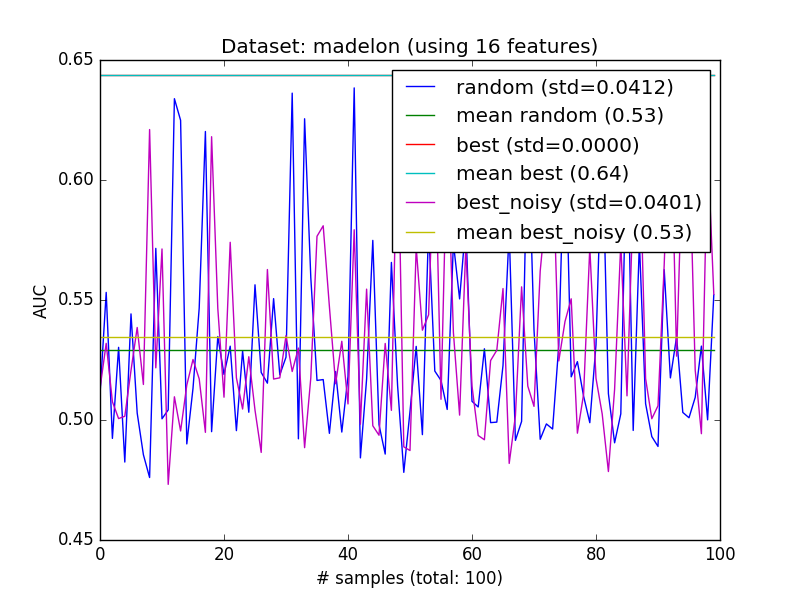 Dataset: madelon (using 16 features)
0.65
0.60
0.55
0.50
0.45
AUC
random (std=0.0412)
mean random (0.53)
best (std=0.0000)
mean best (0.64)
best_noisy (std=0.0401)
mean best_noisy (0.53)
0 20 40 60 80 100
# samples (total: 100)